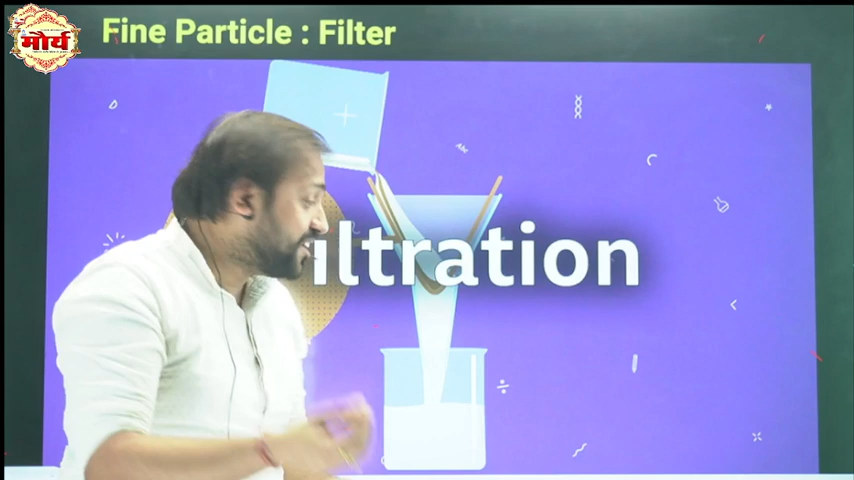 मौर्य
Fine Particle : Filter
iltration